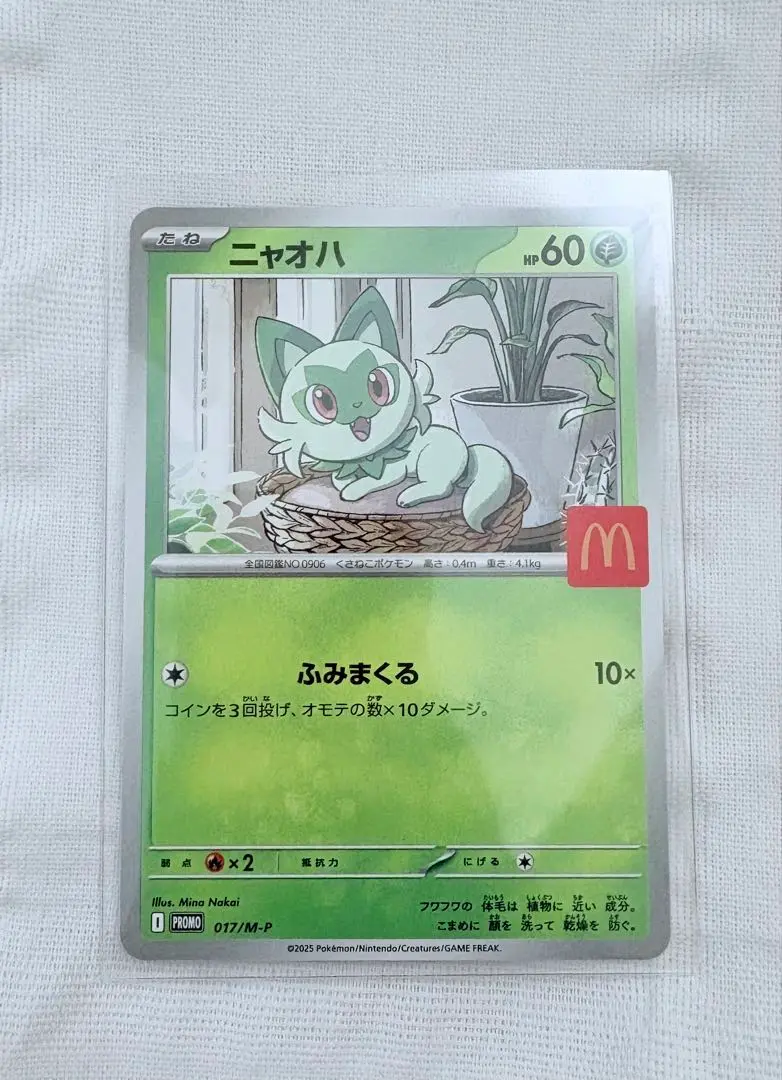 たね
ニャオハ
HP60
M
全国図鑑NO.0906 くさねこポケモン 高さ:0.4m 重さ:4.1kg
ふみまくる 10×
コインを3回投げ、オモテの数×10ダメージ。
弱点 ×2 抵抗力 にげる
Illus. Mina Nakai
フワフワの 体毛は 植物に 近い 成分。
こまめに 顔を 洗って 乾燥を 防ぐ。
I PROMO 017/M-P
©2025 Pokémon/Nintendo/Creatures/GAME FREAK.